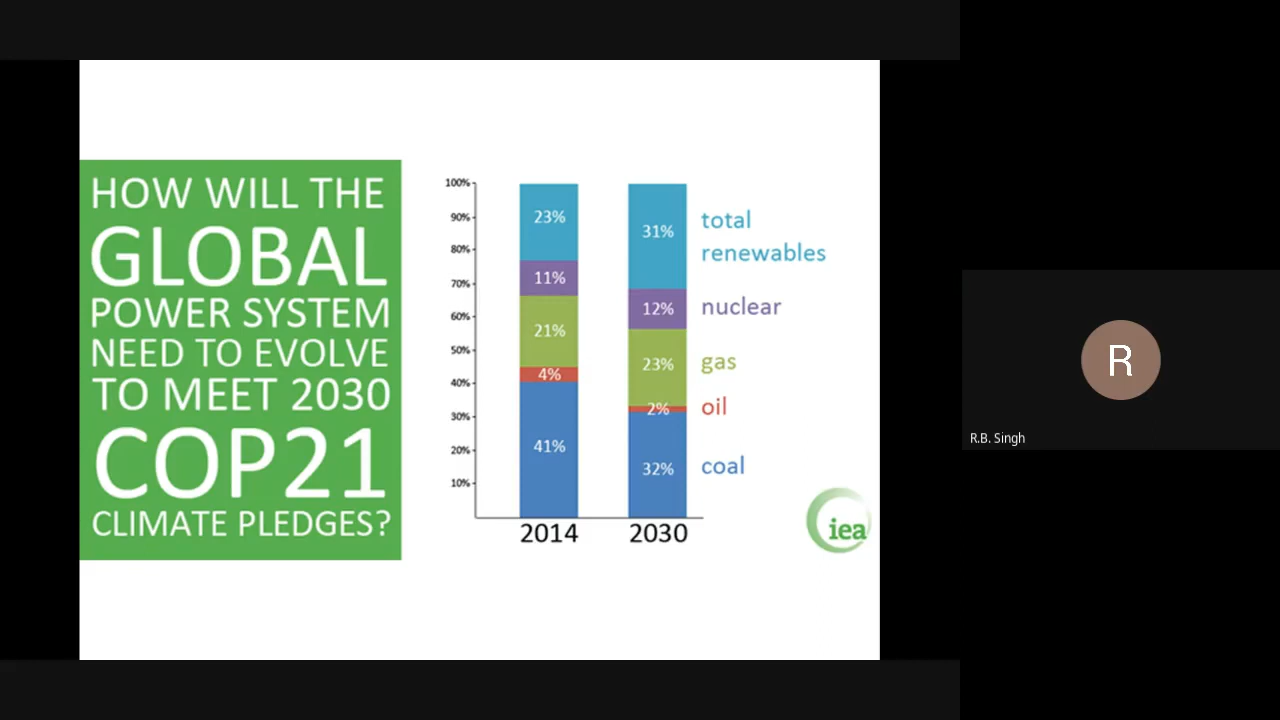 HOW WILL THE
GLOBAL
POWER SYSTEM
NEED TO EVOLVE
TO MEET 2030
COP21
CLIMATE PLEDGES?
100%
90%
80%
70%
60%
50%
40%
30%
20%
10%
23%
11%
21%
4%
41%
2014
31%
12%
23%
2%
32%
2030
total
renewables
nuclear
gas
oil
coal
iea
R
R.B. Singh